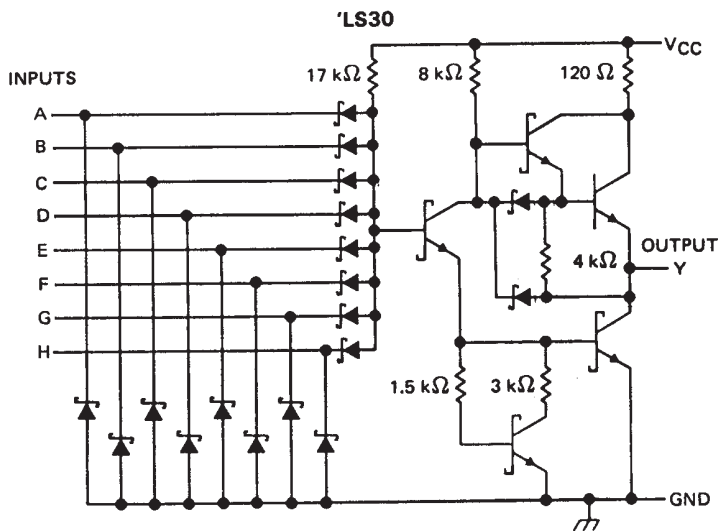 'LS30
VCC
17 kΩ
8 kΩ
120 Ω
INPUTS
A
B
C
D
E
F
G
H
4 kΩ
OUTPUT
Y
1.5 kΩ
3 kΩ
GND